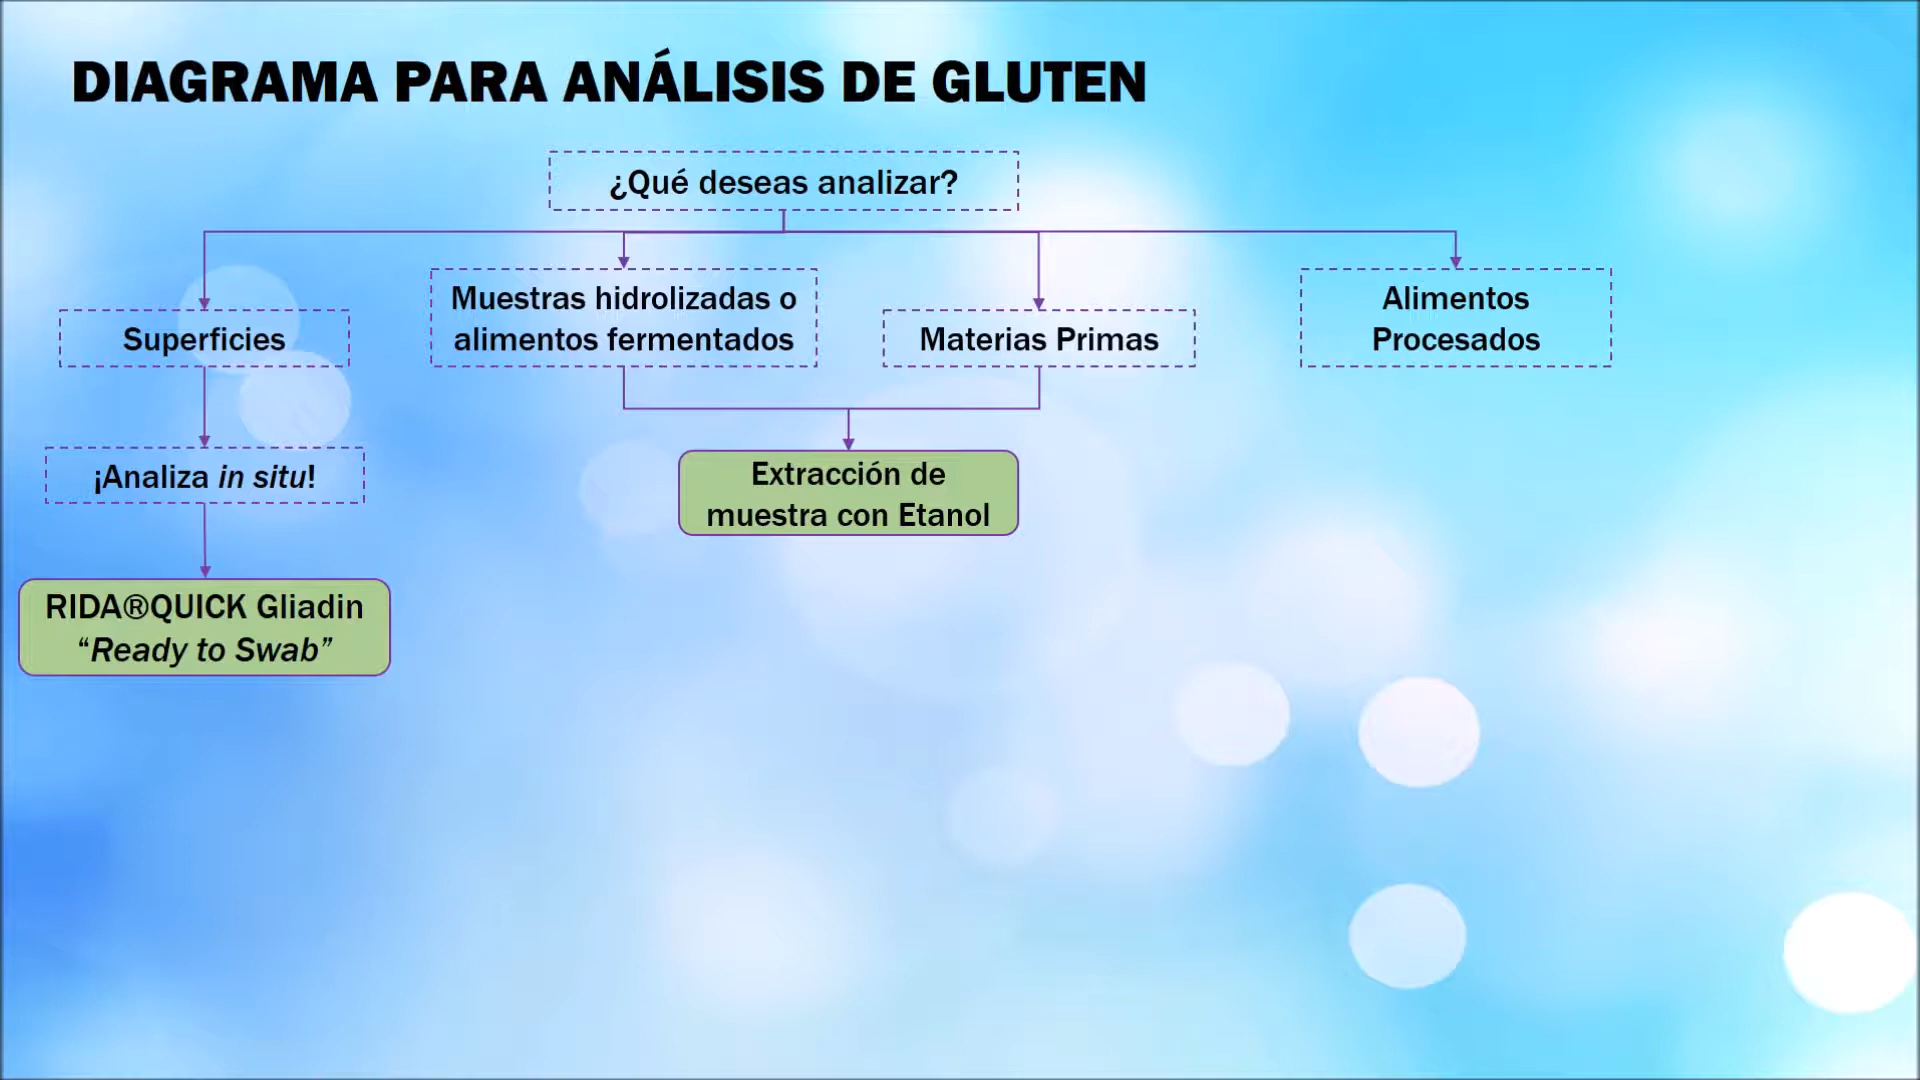 DIAGRAMA PARA ANÁLISIS DE GLUTEN
¿Qué deseas analizar?
Superficies
Muestras hidrolizadas o
alimentos fermentados
Materias Primas
Alimentos
Procesados
¡Analiza in situ!
Extracción de
muestra con Etanol
RIDA®QUICK Gliadin
“Ready to Swab”